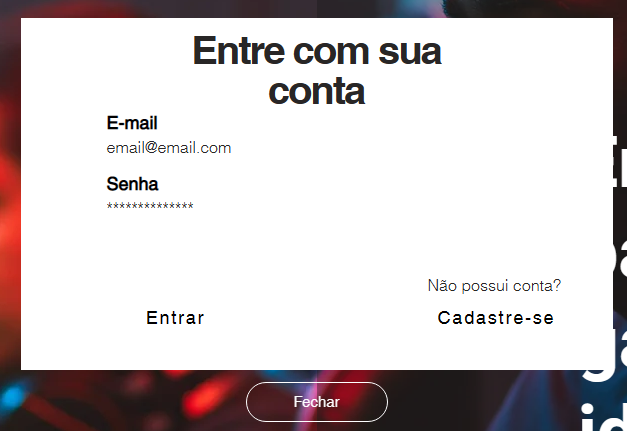 Entre com sua
conta
E-mail
email@email.com
Senha
**************
Não possui conta?
Entrar
Cadastre-se
Fechar